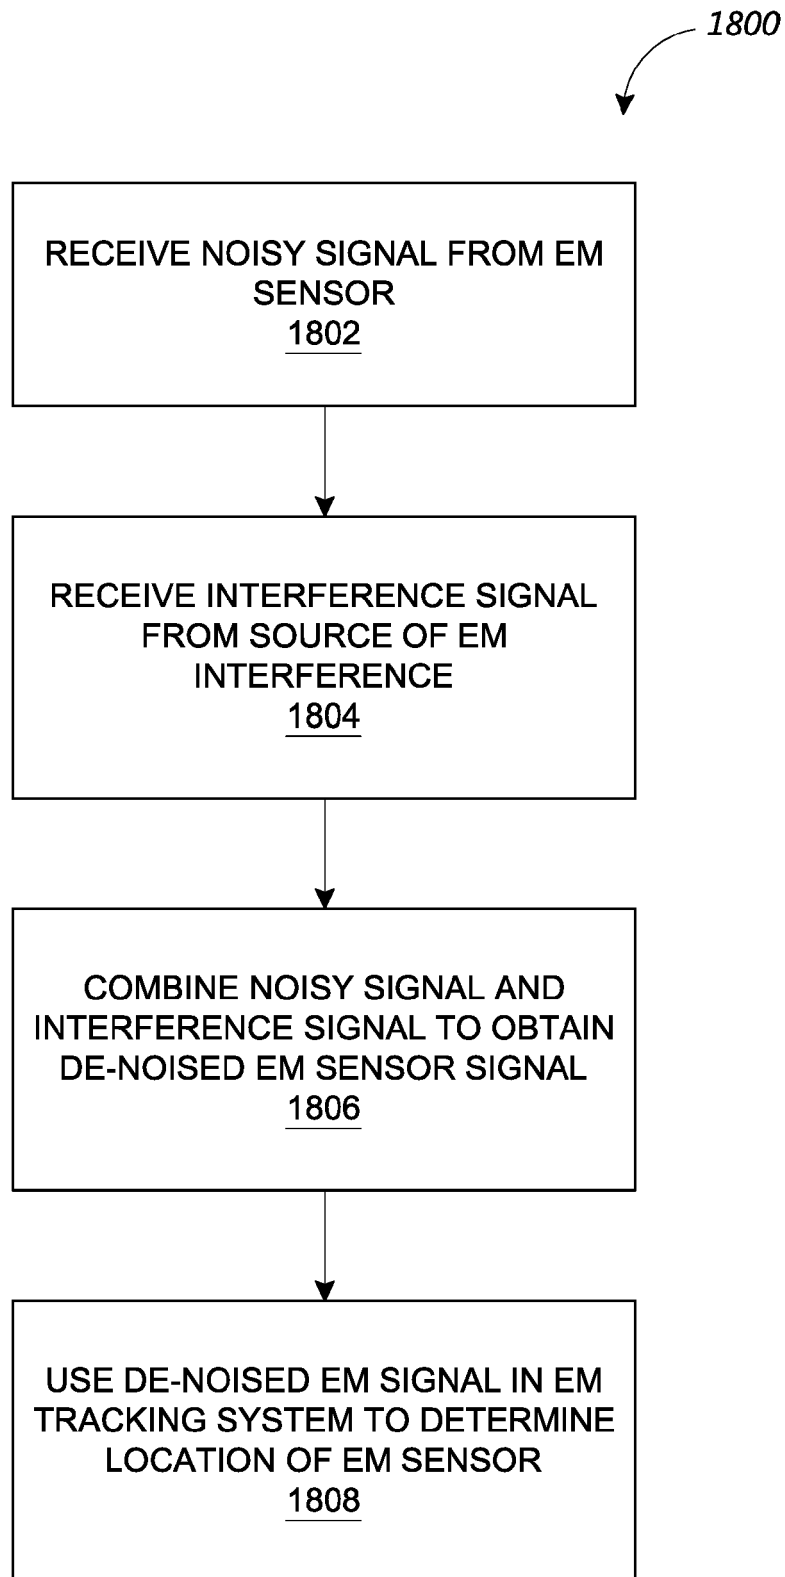 1800
RECEIVE NOISY SIGNAL FROM EM
SENSOR
1802
RECEIVE INTERFERENCE SIGNAL
FROM SOURCE OF EM
INTERFERENCE
1804
COMBINE NOISY SIGNAL AND
INTERFERENCE SIGNAL TO OBTAIN
DE-NOISED EM SENSOR SIGNAL
1806
USE DE-NOISED EM SIGNAL IN EM
TRACKING SYSTEM TO DETERMINE
LOCATION OF EM SENSOR
1808